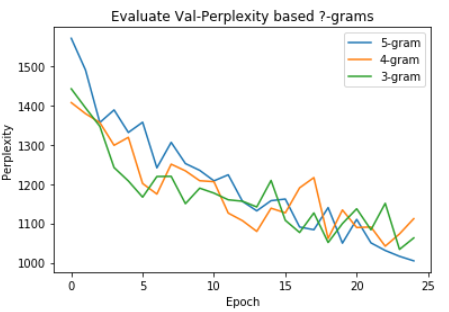 Evaluate Val-Perplexity based ?-grams
5-gram
4-gram
3-gram
Perplexity
1500
1400
1300
1200
1100
1000
0 5 10 15 20 25
Epoch